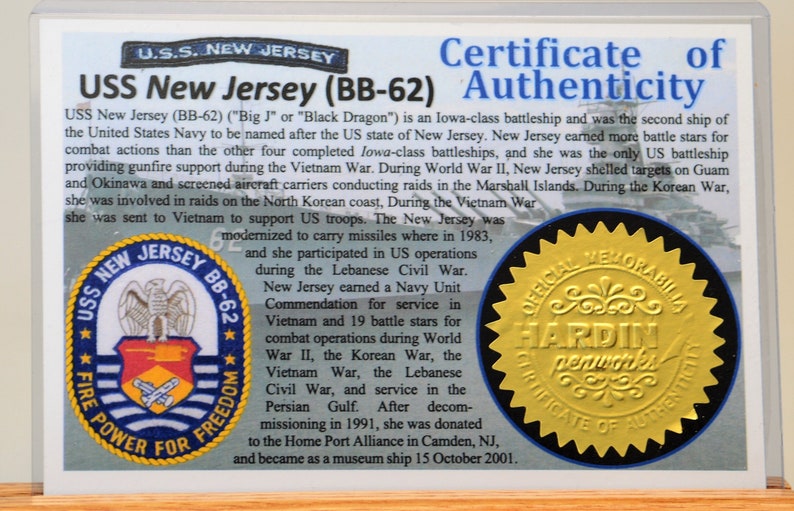 U.S.S. NEW JERSEY
Certificate of
Authenticity
USS New Jersey (BB-62)
USS New Jersey (BB-62) ("Big J" or "Black Dragon") is an Iowa-class battleship and was the second ship of
the United States Navy to be named after the US state of New Jersey. New Jersey earned more battle stars for
combat actions than the other four completed Iowa-class battleships, and she was the only US battleship
providing gunfire support during the Vietnam War. During World War II, New Jersey shelled targets on Guam
and Okinawa and screened aircraft carriers conducting raids in the Marshall Islands. During the Korean War,
she was involved in raids on the North Korean coast, During the Vietnam War
she was sent to Vietnam to support US troops. The New Jersey was
modernized to carry missiles where in 1983,
and she participated in US operations
during the Lebanese Civil War.
New Jersey earned a Navy Unit
Commendation for service in
Vietnam and 19 battle stars for
combat operations during World
War II, the Korean War, the
Vietnam War, the Lebanese
Civil War, and service in the
Persian Gulf. After decom-
missioning in 1991, she was donated
to the Home Port Alliance in Camden, NJ,
and became as a museum ship 15 October 2001.
62
USS NEW JERSEY BB-62
FIRE POWER FOR FREEDOM
OFFICIAL MEMORABILIA
HARDIN
penworks
CERTIFICATE OF AUTHENTICITY